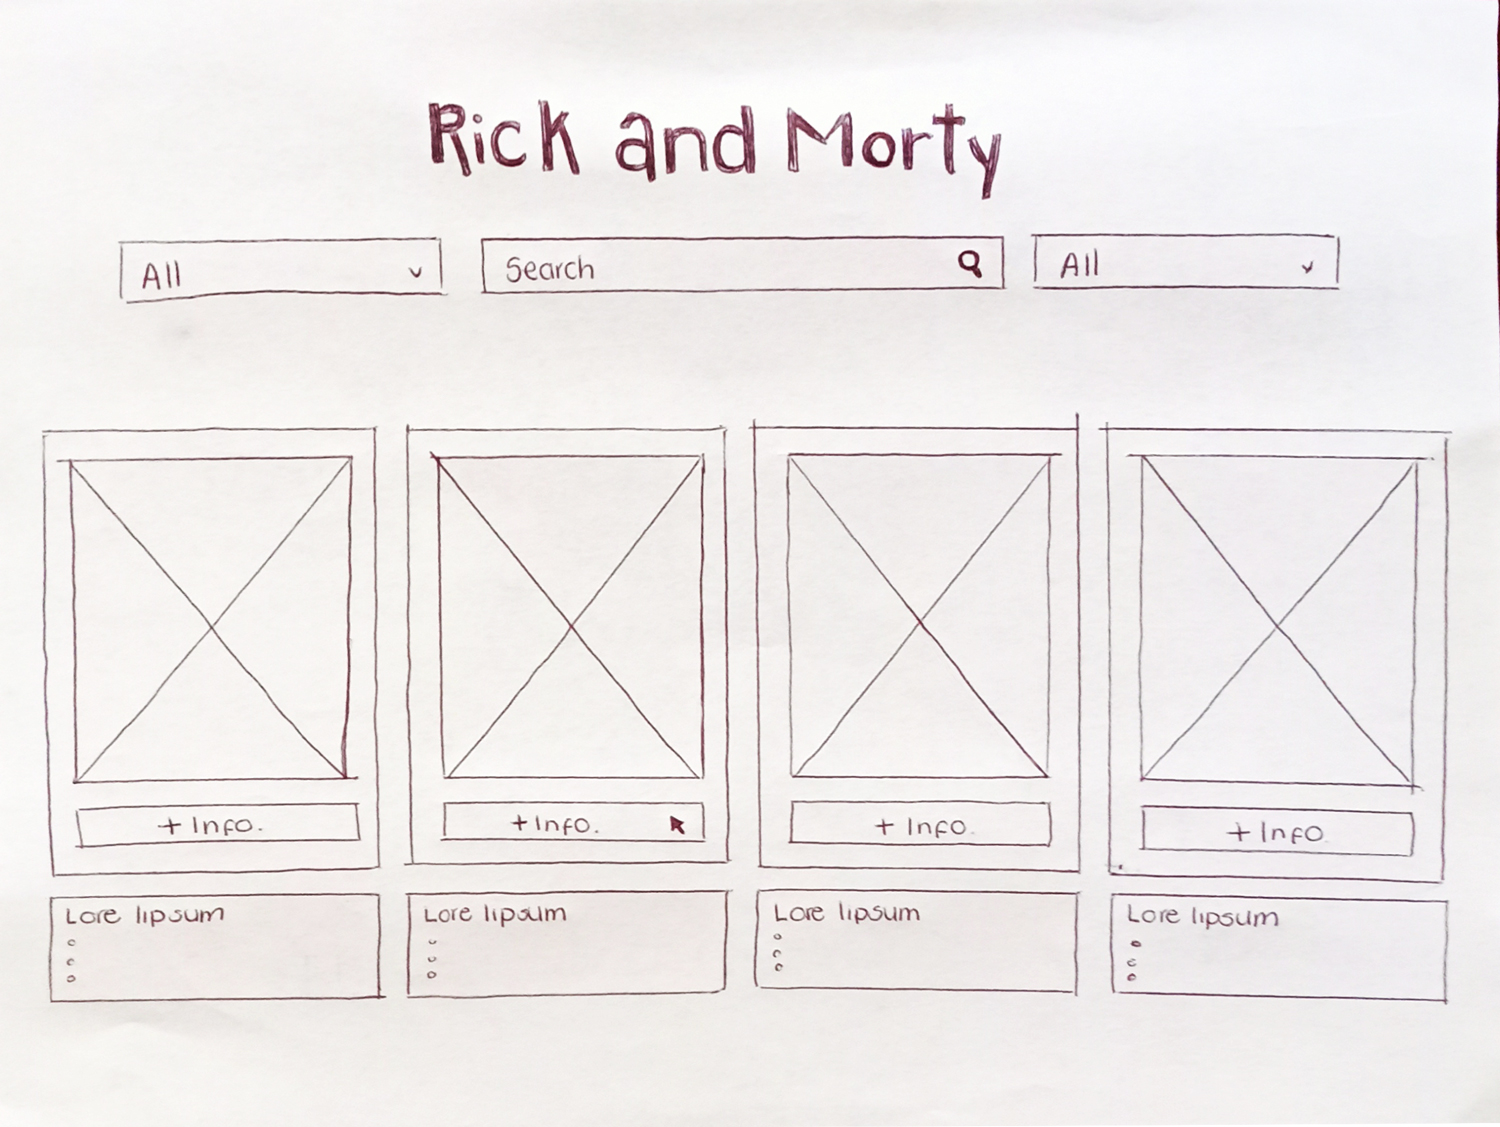 Rick and Morty
All
Search
All
+ Info.
+ Info.
+ Info.
+ Info
Lore lipsum
Lore lipsum
Lore lipsum
Lore lipsum